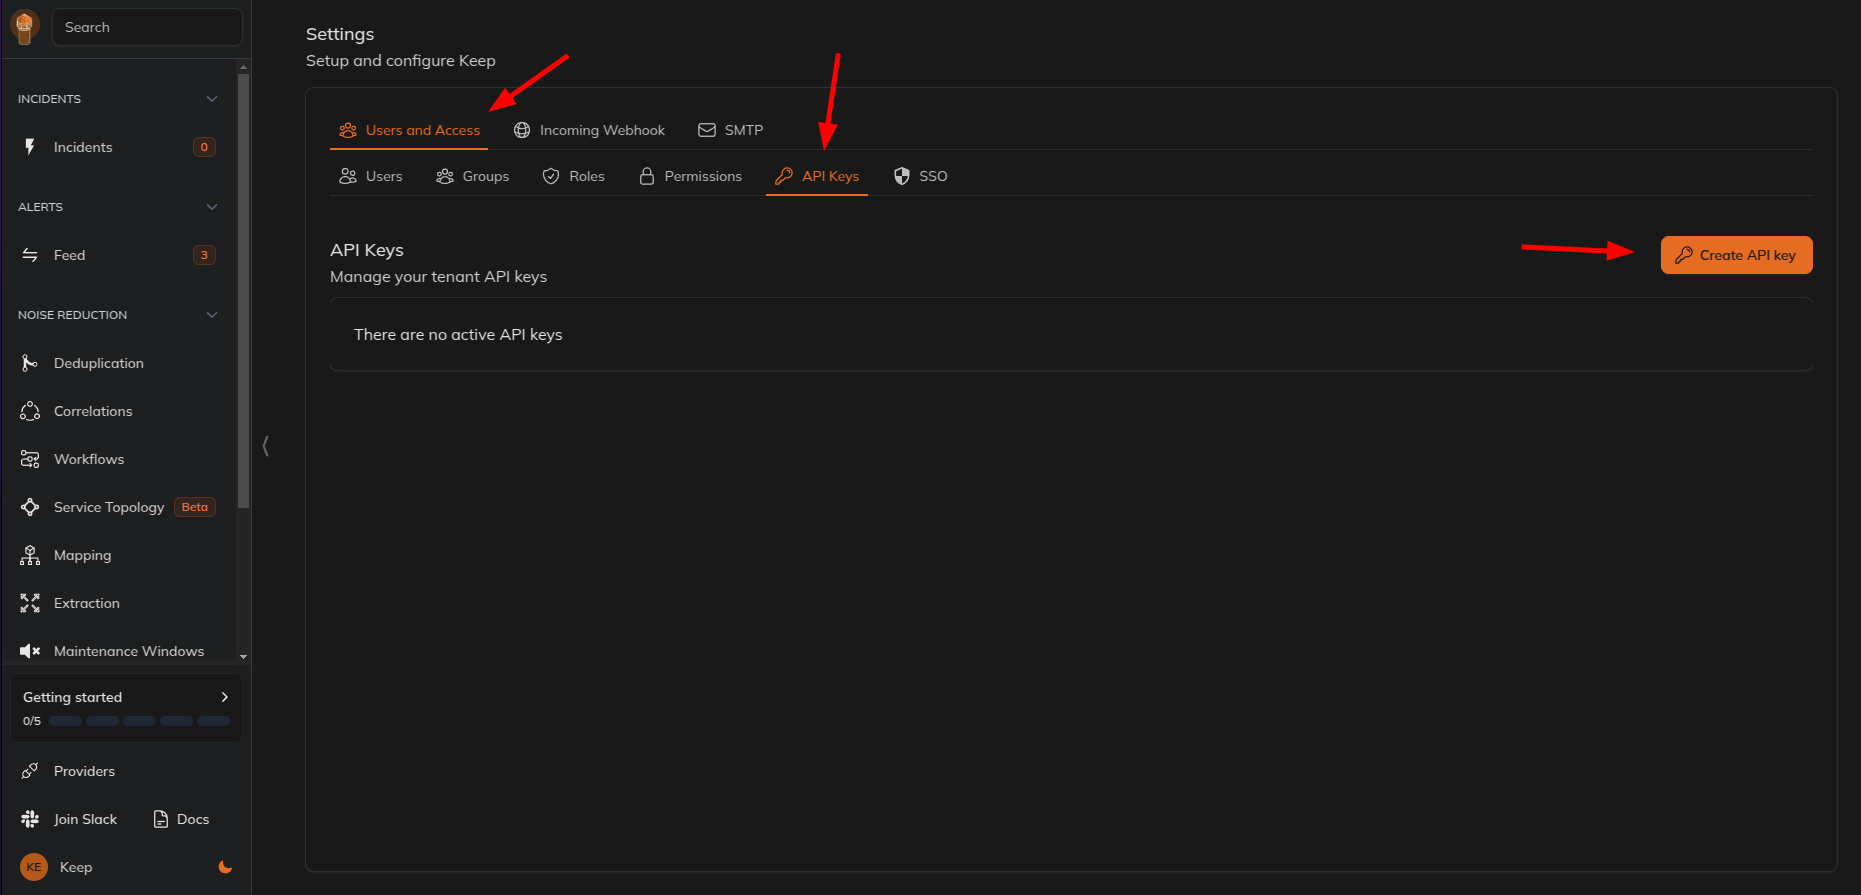 Search
INCIDENTS
Incidents 0
ALERTS
Feed 3
NOISE REDUCTION
Deduplication
Correlations
Workflows
Service Topology Beta
Mapping
Extraction
Maintenance Windows
Getting started
0/5
Providers
Join Slack Docs
KE Keep
Settings
Setup and configure Keep
Users and Access Incoming Webhook SMTP
Users Groups Roles Permissions API Keys SSO
API Keys
Manage your tenant API keys
Create API key
There are no active API keys